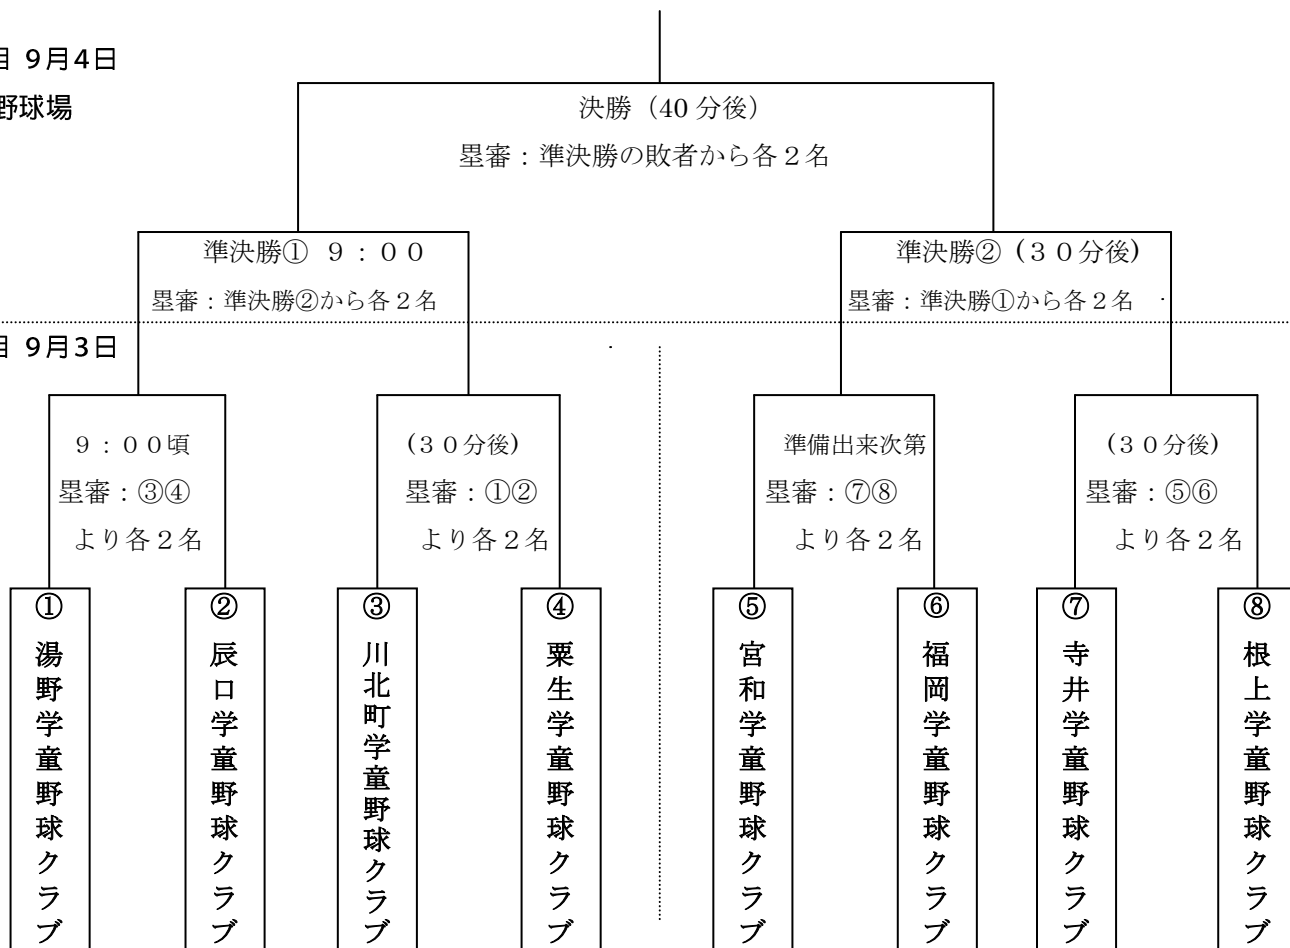 目 9月4日
野球場
決勝（40 分後）
塁審：準決勝の敗者から各２名
準決勝① ９：００
塁審：準決勝②から各２名
準決勝② (３０分後)
塁審：準決勝①から各２名
目 9月3日
９：００頃
塁審：③④
より各２名
(３０分後)
塁審：①②
より各２名
準備出来次第
塁審：⑦⑧
より各２名
(３０分後)
塁審：⑤⑥
より各２名
①湯野学童野球クラブ
②辰口学童野球クラブ
③川北町学童野球クラブ
④粟生学童野球クラブ
⑤宮和学童野球クラブ
⑥福岡学童野球クラブ
⑦寺井学童野球クラブ
⑧根上学童野球クラブ